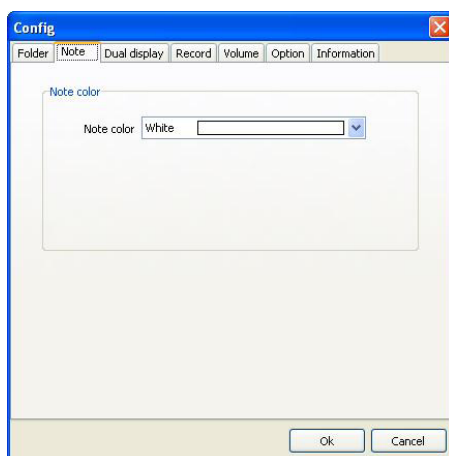 Config
Folder Note Dual display Record Volume Option Information
Note color
Note color White
Ok Cancel